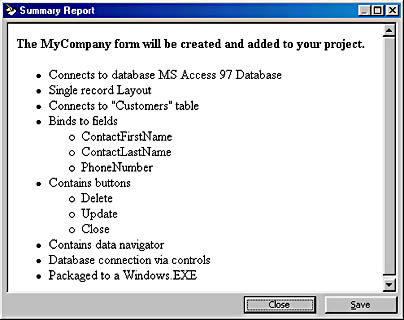 Summary Report
The MyCompany form will be created and added to your project.
Connects to database MS Access 97 Database
Single record Layout
Connects to "Customers" table
Binds to fields
ContactFirstName
ContactLastName
PhoneNumber
Contains buttons
Delete
Update
Close
Contains data navigator
Database connection via controls
Packaged to a Windows.EXE
Close
Save